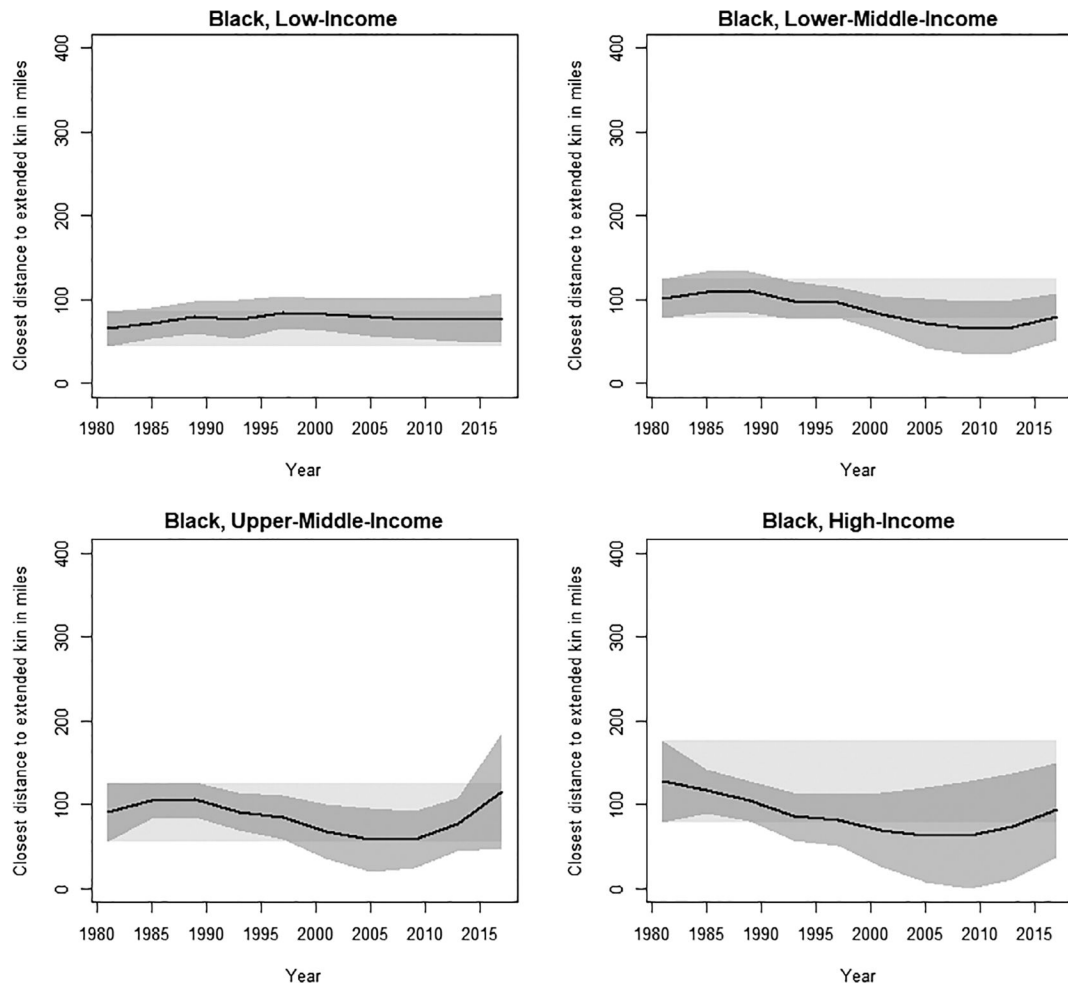 Black, Low-Income
Closest distance to extended kin in miles
400
300
200
100
0
1980 1985 1990 1995 2000 2005 2010 2015
Year
Black, Lower-Middle-Income
Closest distance to extended kin in miles
400
300
200
100
0
1980 1985 1990 1995 2000 2005 2010 2015
Year
Black, Upper-Middle-Income
Closest distance to extended kin in miles
400
300
200
100
0
1980 1985 1990 1995 2000 2005 2010 2015
Year
Black, High-Income
Closest distance to extended kin in miles
400
300
200
100
0
1980 1985 1990 1995 2000 2005 2010 2015
Year